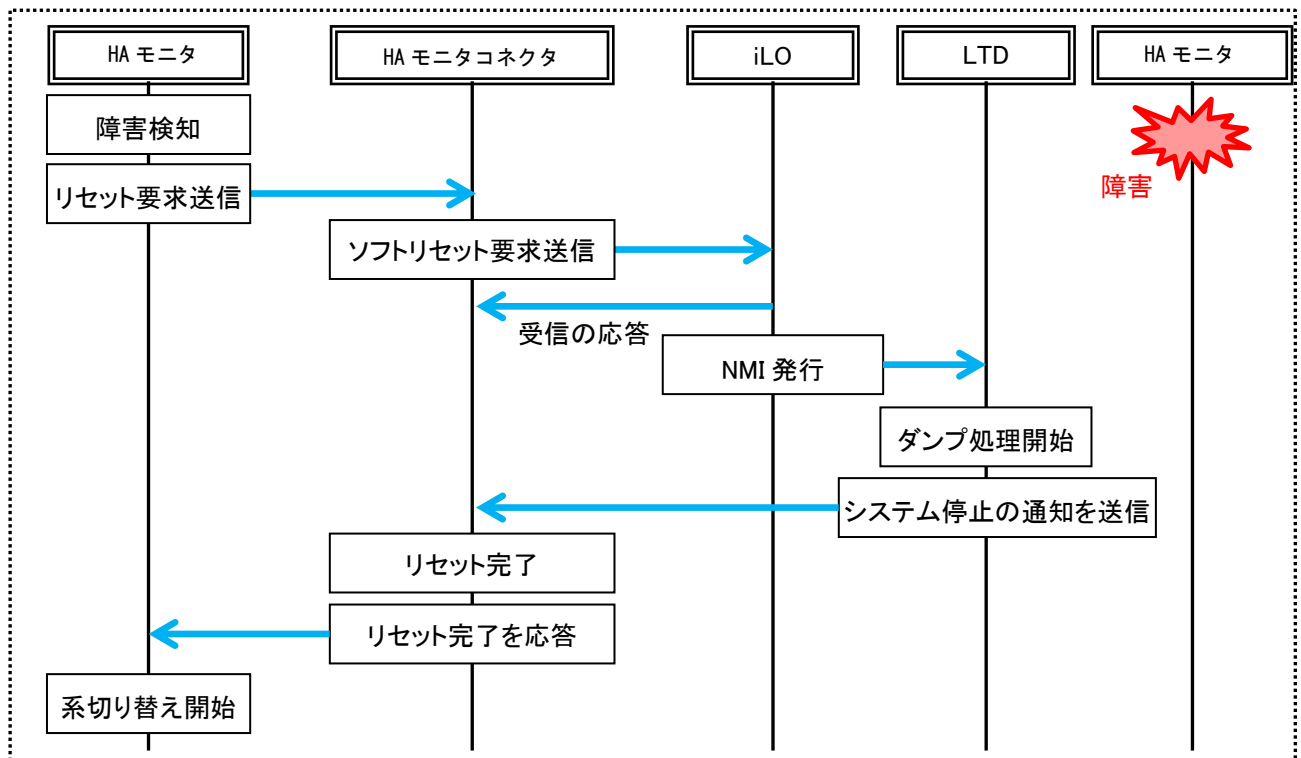 HA モニタ
HA モニタコネクタ
iLO
LTD
HA モニタ
障害検知
障害
リセット要求送信
ソフトリセット要求送信
受信の応答
NMI 発行
ダンプ処理開始
システム停止の通知を送信
リセット完了
リセット完了を応答
系切り替え開始